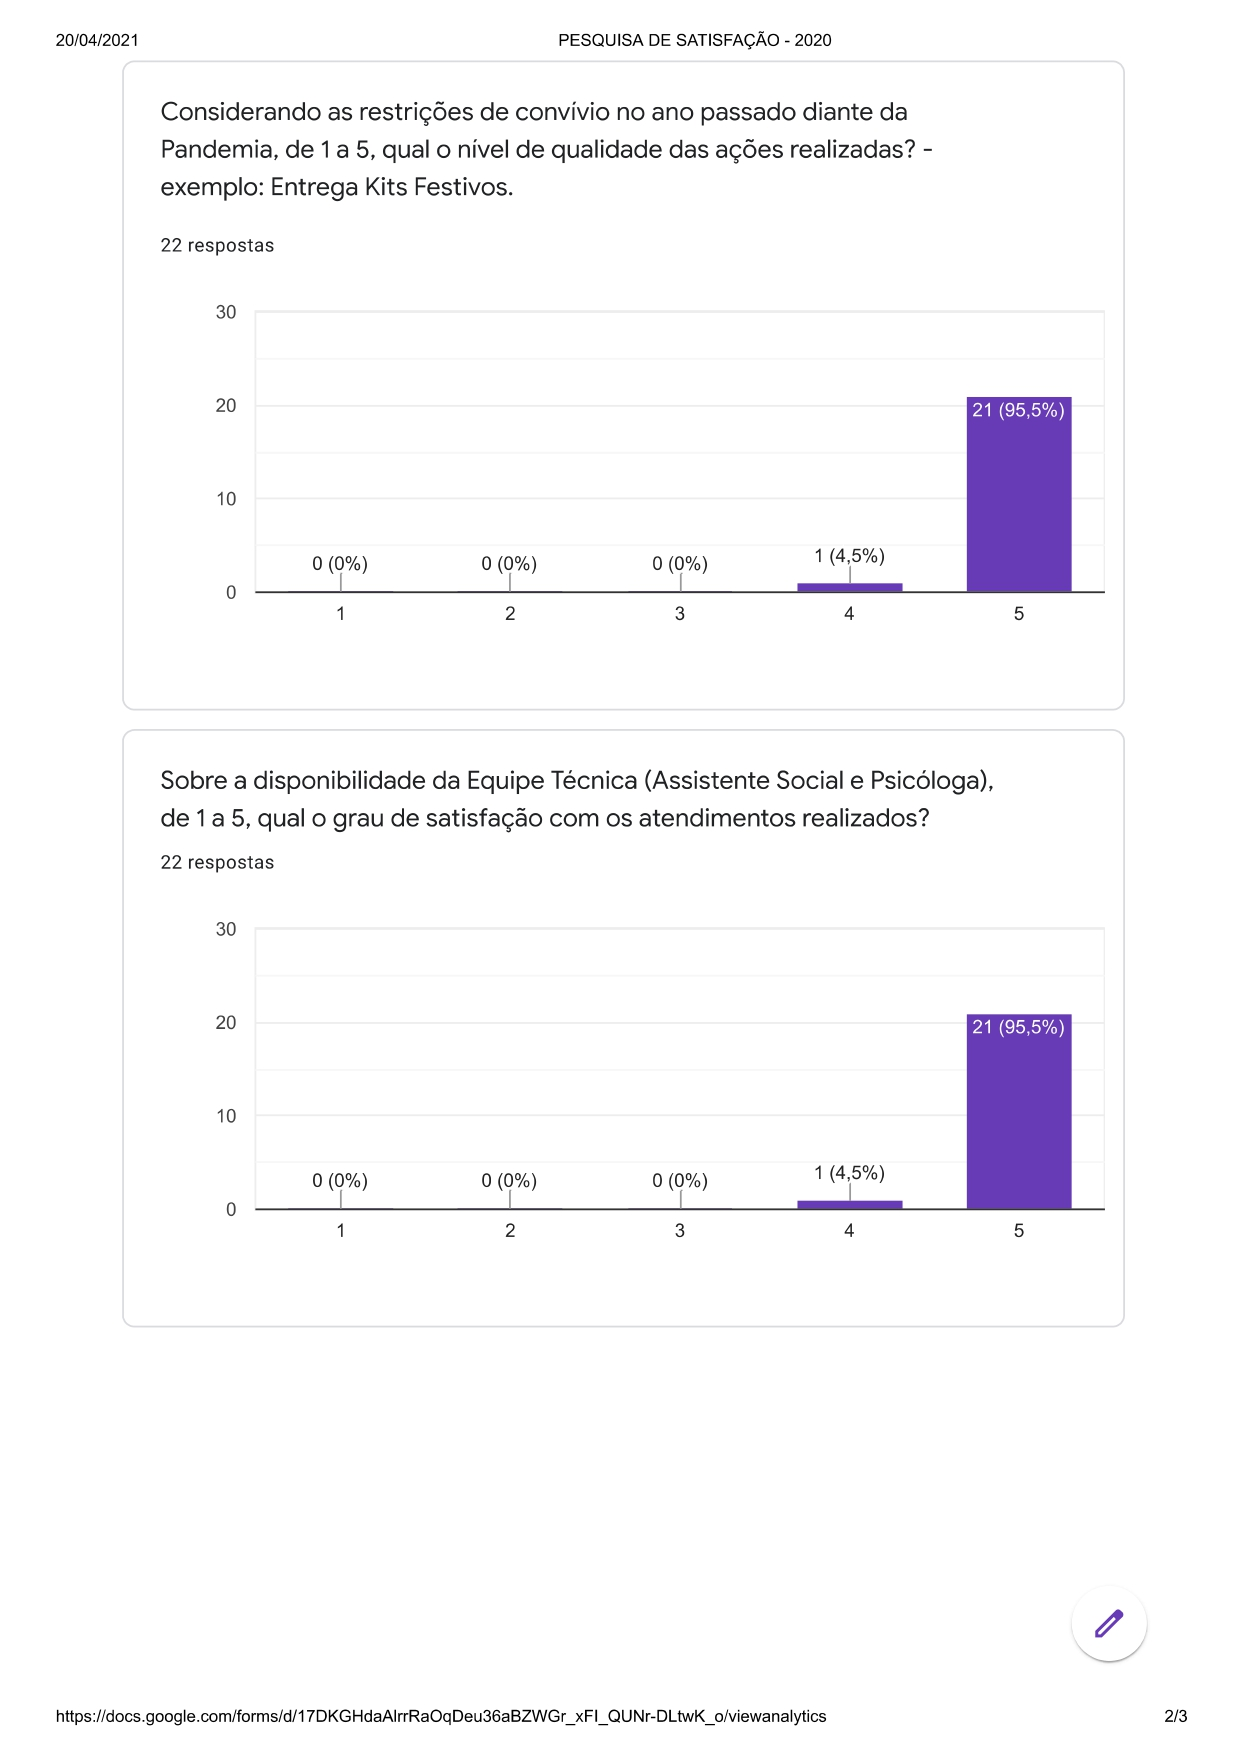 20/04/2021 PESQUISA DE SATISFAÇÃO - 2020
Considerando as restrições de convívio no ano passado diante da
Pandemia, de 1 a 5, qual o nível de qualidade das ações realizadas? -
exemplo: Entrega Kits Festivos.
22 respostas
30
20
10
0
0 (0%) 0 (0%) 0 (0%) 1 (4,5%) 21 (95,5%)
1 2 3 4 5
Sobre a disponibilidade da Equipe Técnica (Assistente Social e Psicóloga),
de 1 a 5, qual o grau de satisfação com os atendimentos realizados?
22 respostas
30
20
10
0
0 (0%) 0 (0%) 0 (0%) 1 (4,5%) 21 (95,5%)
1 2 3 4 5
https://docs.google.com/forms/d/17DKGHdaAlrrRaOqDeu36aBZWGr_xFI_QUNr-DLtwK_o/viewanalytics 2/3